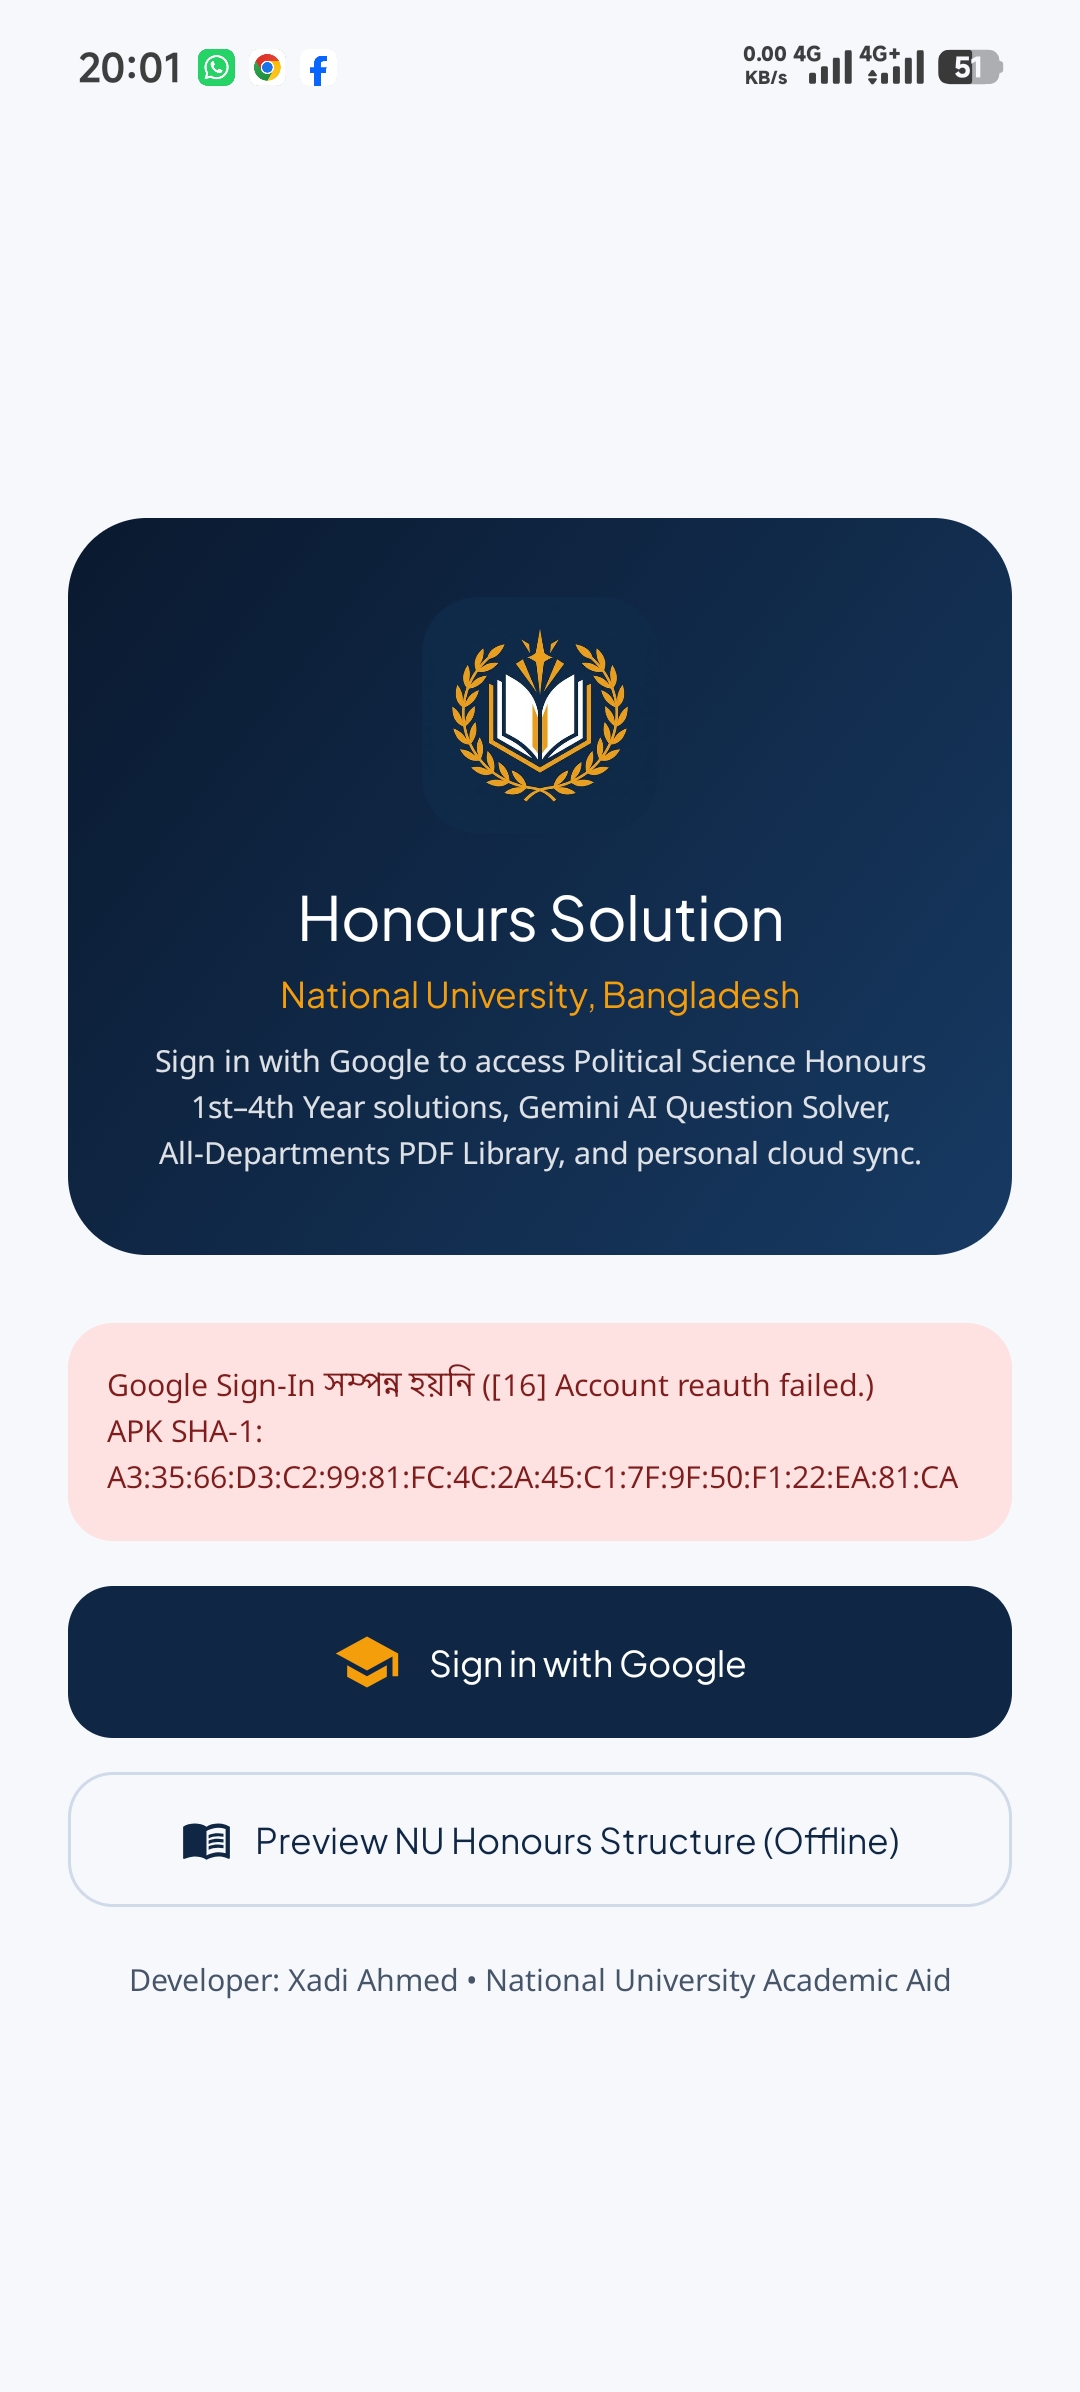 20:01
0.00 4G 4G+
KB/s
51
Honours Solution
National University, Bangladesh
Sign in with Google to access Political Science Honours
1st–4th Year solutions, Gemini AI Question Solver,
All-Departments PDF Library, and personal cloud sync.
Google Sign-In সম্পন্ন হয়নি ([16] Account reauth failed.)
APK SHA-1:
A3:35:66:D3:C2:99:81:FC:4C:2A:45:C1:7F:9F:50:F1:22:EA:81:CA
Sign in with Google
Preview NU Honours Structure (Offline)
Developer: Xadi Ahmed • National University Academic Aid